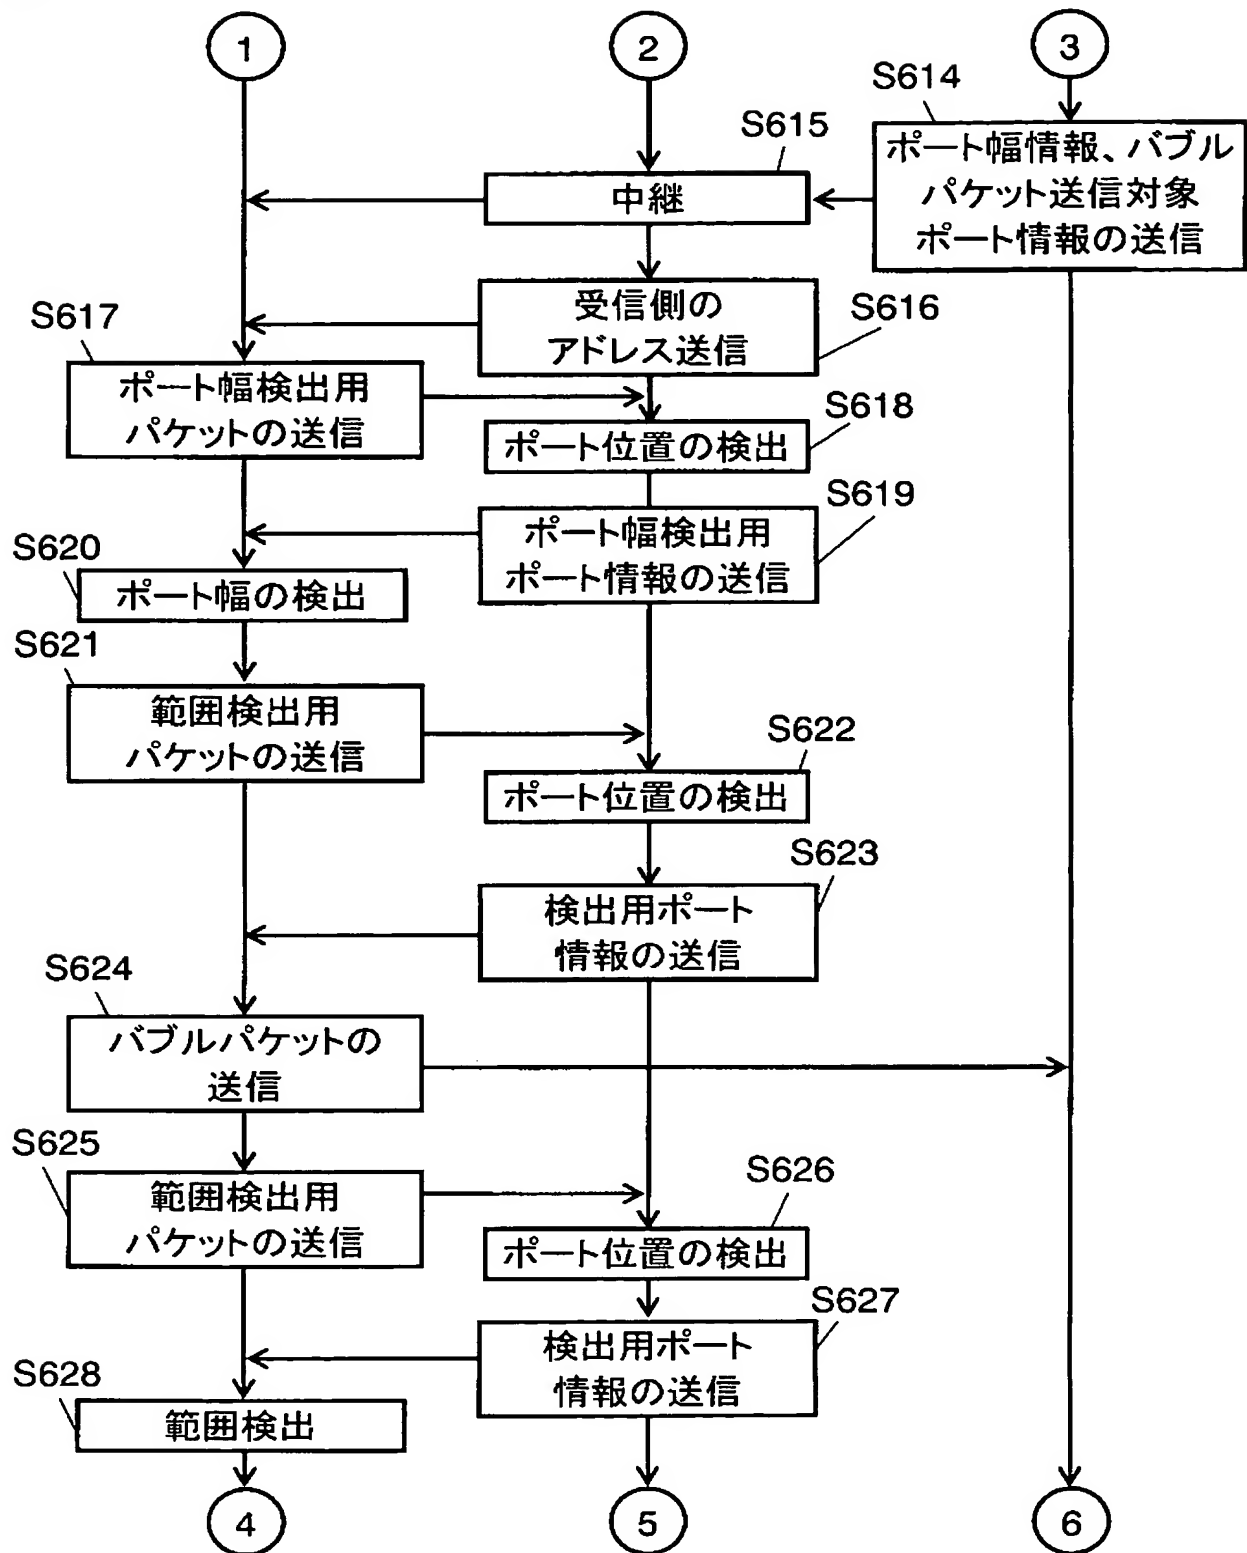 1
2
3
S614
ポート幅情報、バブル
パケット送信対象
ポート情報の送信
S615
中継
S616
受信側の
アドレス送信
S617
ポート幅検出用
パケットの送信
S618
ポート位置の検出
S619
ポート幅検出用
ポート情報の送信
S620
ポート幅の検出
S621
範囲検出用
パケットの送信
S622
ポート位置の検出
S623
検出用ポート
情報の送信
S624
バブルパケットの
送信
S625
範囲検出用
パケットの送信
S626
ポート位置の検出
S627
検出用ポート
情報の送信
S628
範囲検出
4
5
6